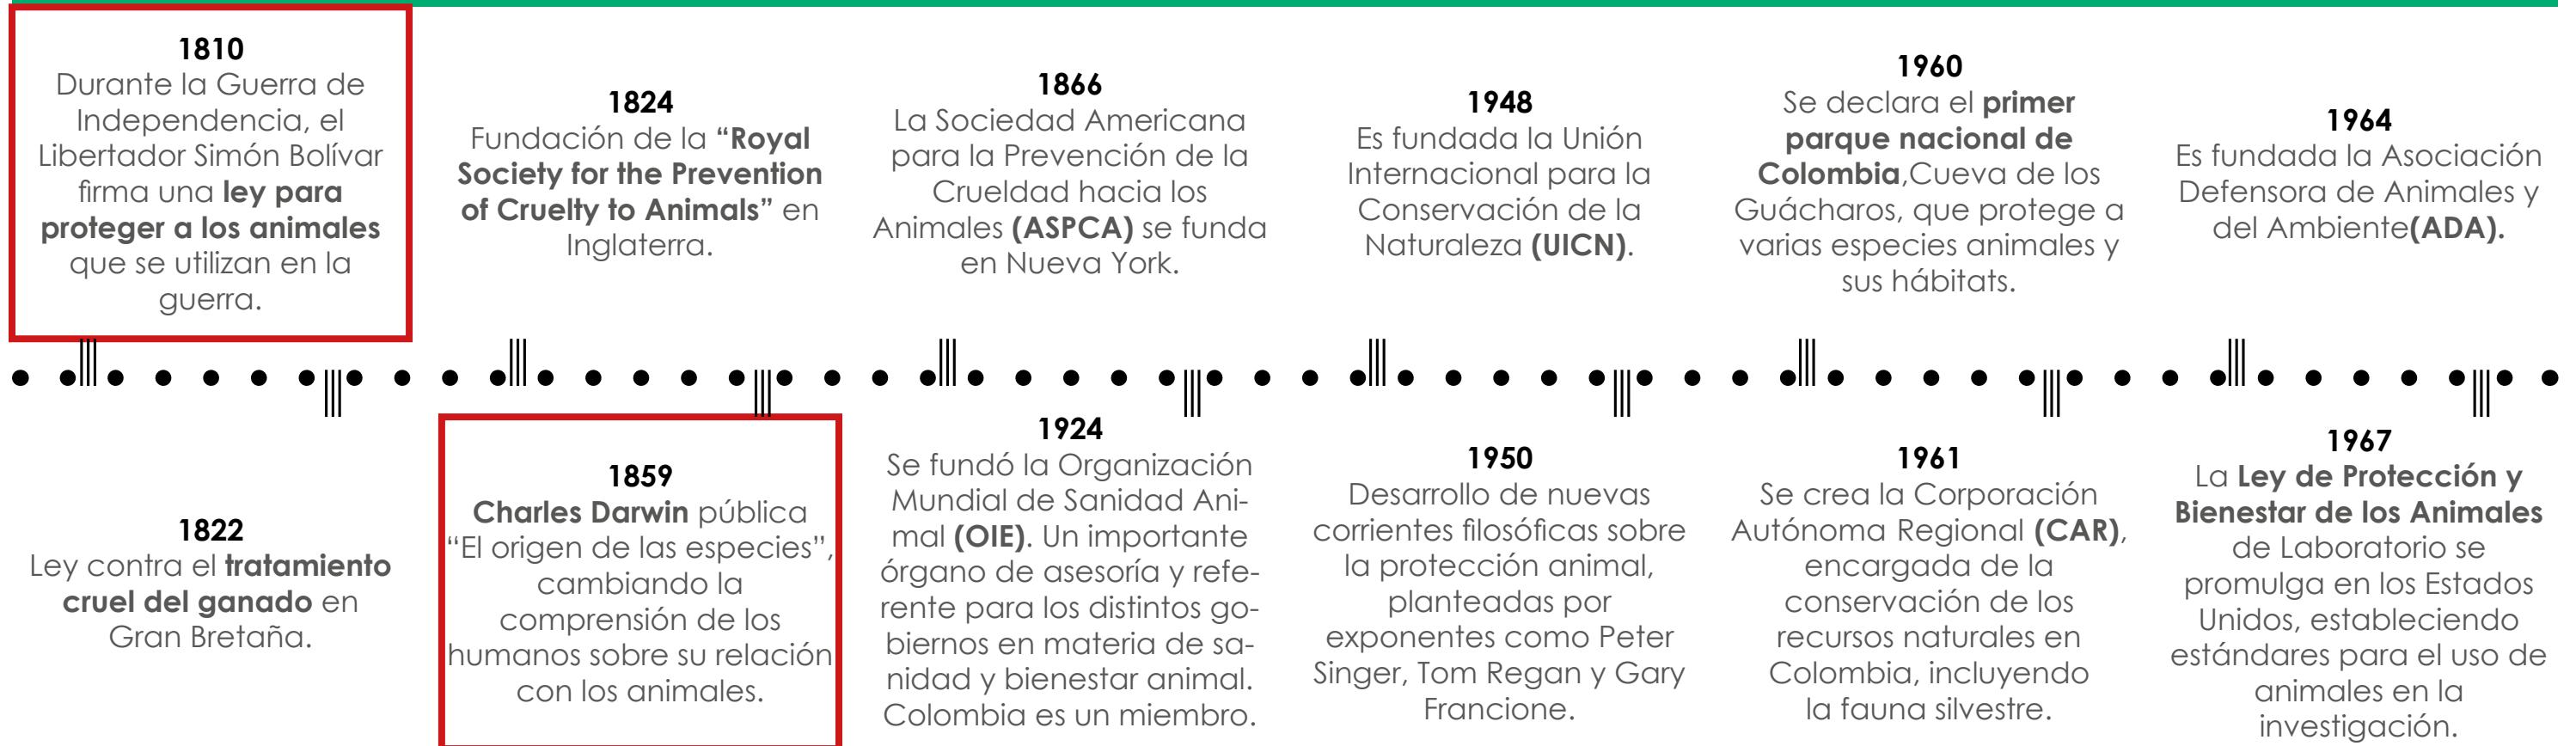 1810
Durante la Guerra de
Independencia, el
Libertador Simón Bolívar
firma una ley para
proteger a los animales
que se utilizan en la
guerra.
1824
Fundación de la “Royal
Society for the Prevention
of Cruelty to Animals” en
Inglaterra.
1866
La Sociedad Americana
para la Prevención de la
Crueldad hacia los
Animales (ASPCA) se funda
en Nueva York.
1948
Es fundada la Unión
Internacional para la
Conservación de la
Naturaleza (UICN).
1960
Se declara el primer
parque nacional de
Colombia,Cueva de los
Guácharos, que protege a
varias especies animales y
sus hábitats.
1964
Es fundada la Asociación
Defensora de Animales y
del Ambiente(ADA).
1822
Ley contra el tratamiento
cruel del ganado en
Gran Bretaña.
1859
Charles Darwin pública
“El origen de las especies”,
cambiando la
comprensión de los
humanos sobre su relación
con los animales.
1924
Se fundó la Organización
Mundial de Sanidad Ani-
mal (OIE). Un importante
órgano de asesoría y refe-
rente para los distintos go-
biernos en materia de sa-
nidad y bienestar animal.
Colombia es un miembro.
1950
Desarrollo de nuevas
corrientes filosóficas sobre
la protección animal,
planteadas por
exponentes como Peter
Singer, Tom Regan y Gary
Francione.
1961
Se crea la Corporación
Autónoma Regional (CAR),
encargada de la
conservación de los
recursos naturales en
Colombia, incluyendo
la fauna silvestre.
1967
La Ley de Protección y
Bienestar de los Animales
de Laboratorio se
promulga en los Estados
Unidos, estableciendo
estándares para el uso de
animales en la
investigación.